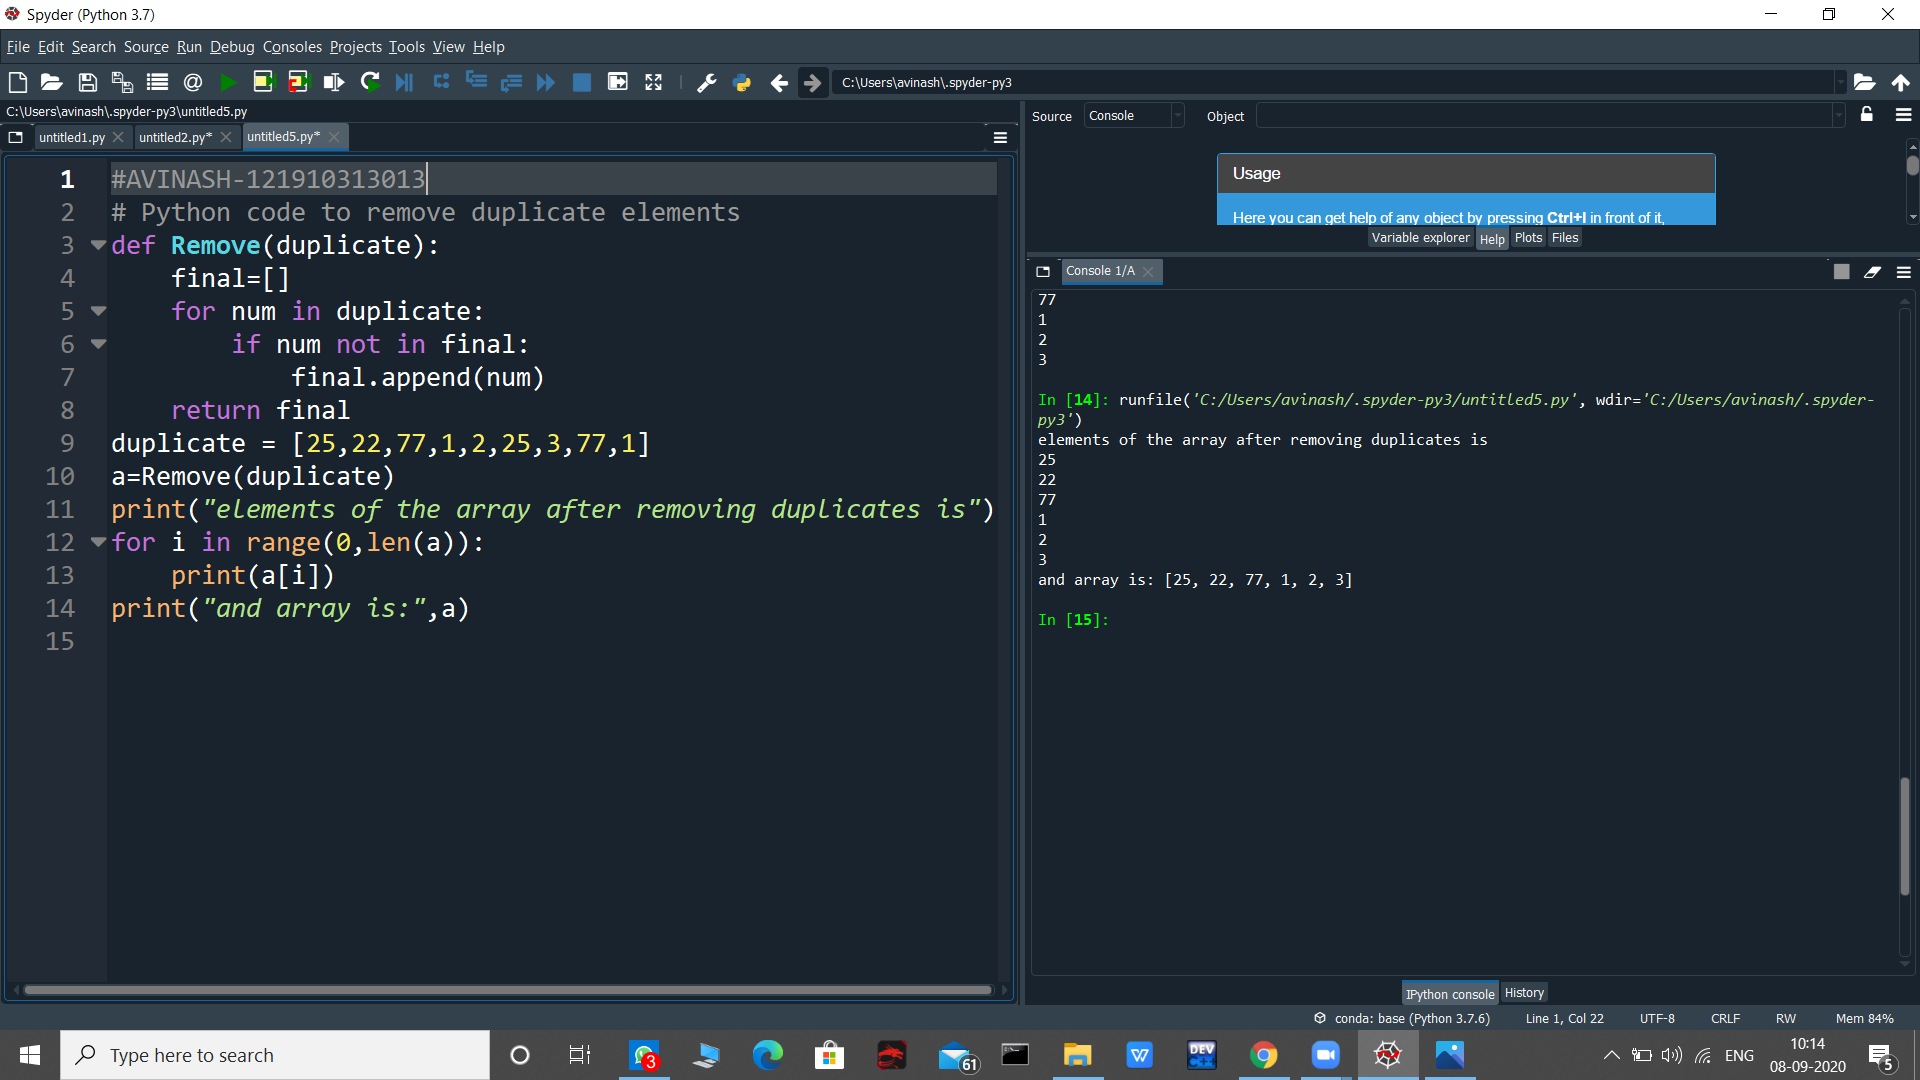 Spyder (Python 3.7)
File Edit Search Source Run Debug Consoles Projects Tools View Help
C:\Users\avinash\.spyder-py3
C:\Users\avinash\.spyder-py3\untitled5.py
untitled1.py
untitled2.py*
untitled5.py*
1 #AVINASH-121910313013
2 # Python code to remove duplicate elements
3 def Remove(duplicate):
4     final=[]
5     for num in duplicate:
6         if num not in final:
7             final.append(num)
8     return final
9 duplicate = [25,22,77,1,2,25,3,77,1]
10 a=Remove(duplicate)
11 print("elements of the array after removing duplicates is")
12 for i in range(0,len(a)):
13     print(a[i])
14 print("and array is:",a)
15
Source Console Object
Usage
Here you can get help of any object by pressing Ctrl+I in front of it,
Variable explorer Help Plots Files
Console 1/A
77
1
2
3
In [14]: runfile('C:/Users/avinash/.spyder-py3/untitled5.py', wdir='C:/Users/avinash/.spyder-
py3')
elements of the array after removing duplicates is
25
22
77
1
2
3
and array is: [25, 22, 77, 1, 2, 3]
In [15]:
IPython console History
conda: base (Python 3.7.6) Line 1, Col 22 UTF-8 CRLF RW Mem 84%
Type here to search
3
61
W
DEV
ENG
10:14
08-09-2020
5